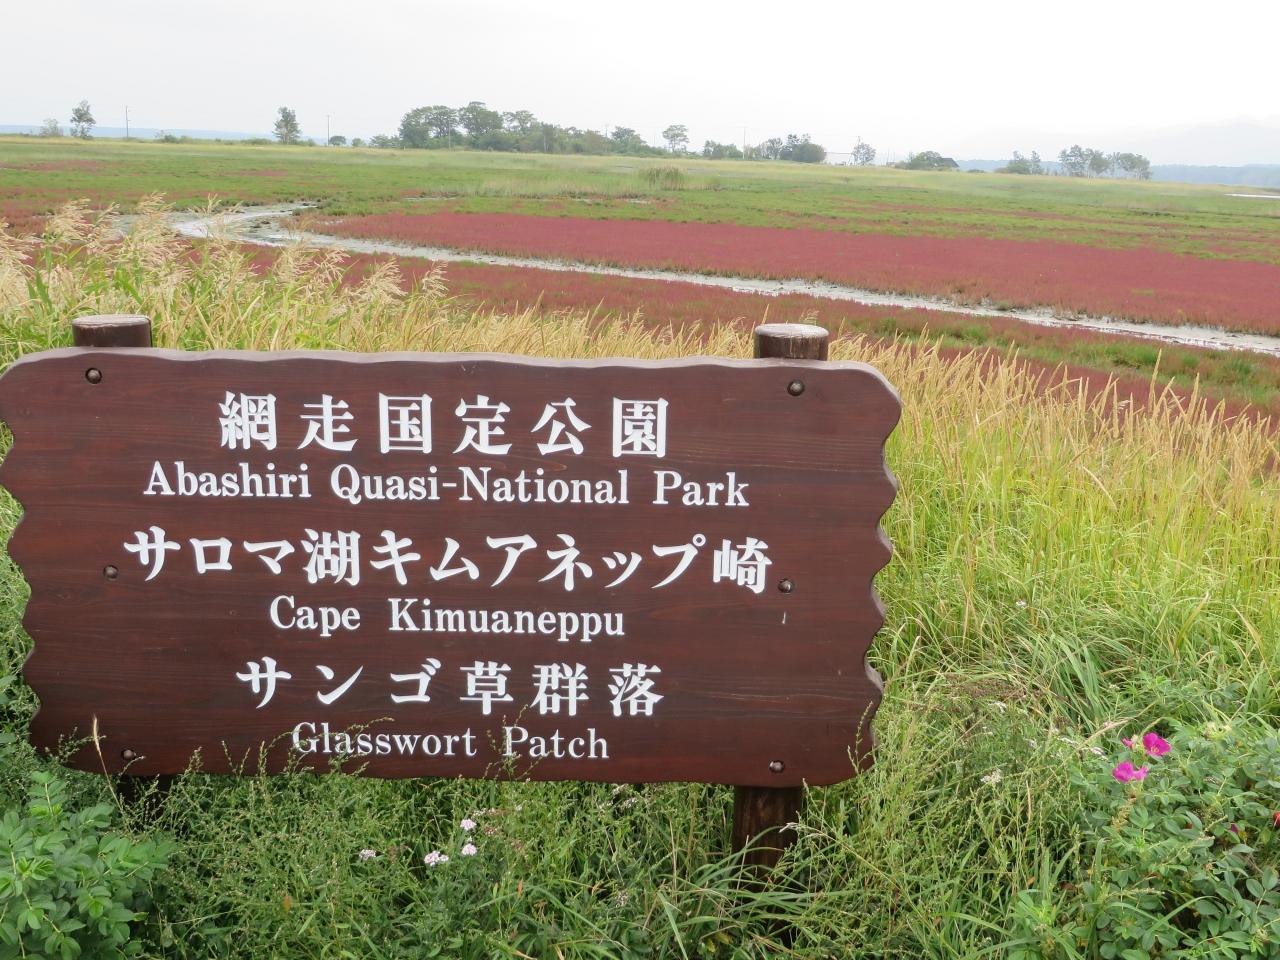 網走国定公園
Abashiri Quasi-National Park
サロマ湖キムアネップ崎
Cape Kimuaneppu
サンゴ草群落
Glasswort Patch